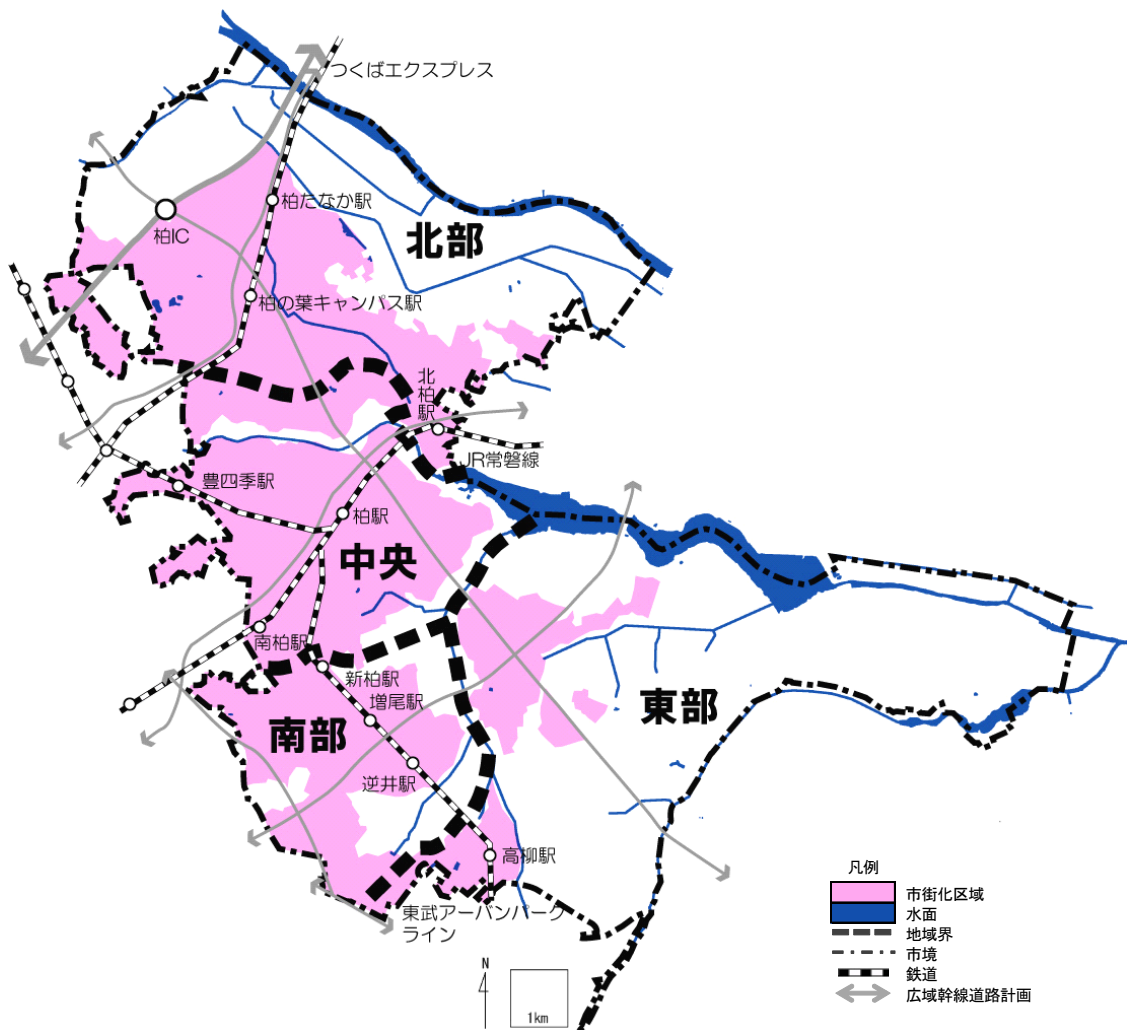 つくばエクスプレス
柏たなか駅
柏IC
北部
柏の葉キャンパス駅
北柏駅
JR常磐線
豊四季駅
柏駅
中央
南柏駅
新柏駅
増尾駅
南部
東部
逆井駅
高柳駅
東武アーバンパーク
ライン
凡例
市街化区域
水面
地域界
市境
鉄道
広域幹線道路計画
N
1km